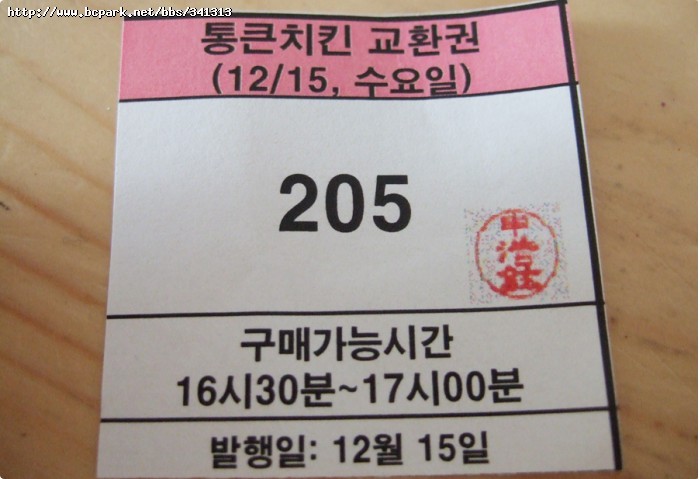 http://www.bcpark.net/bbs/341313
통큰치킨 교환권
(12/15, 수요일)
205
구매가능시간
16시30분~17시00분
발행일: 12월 15일